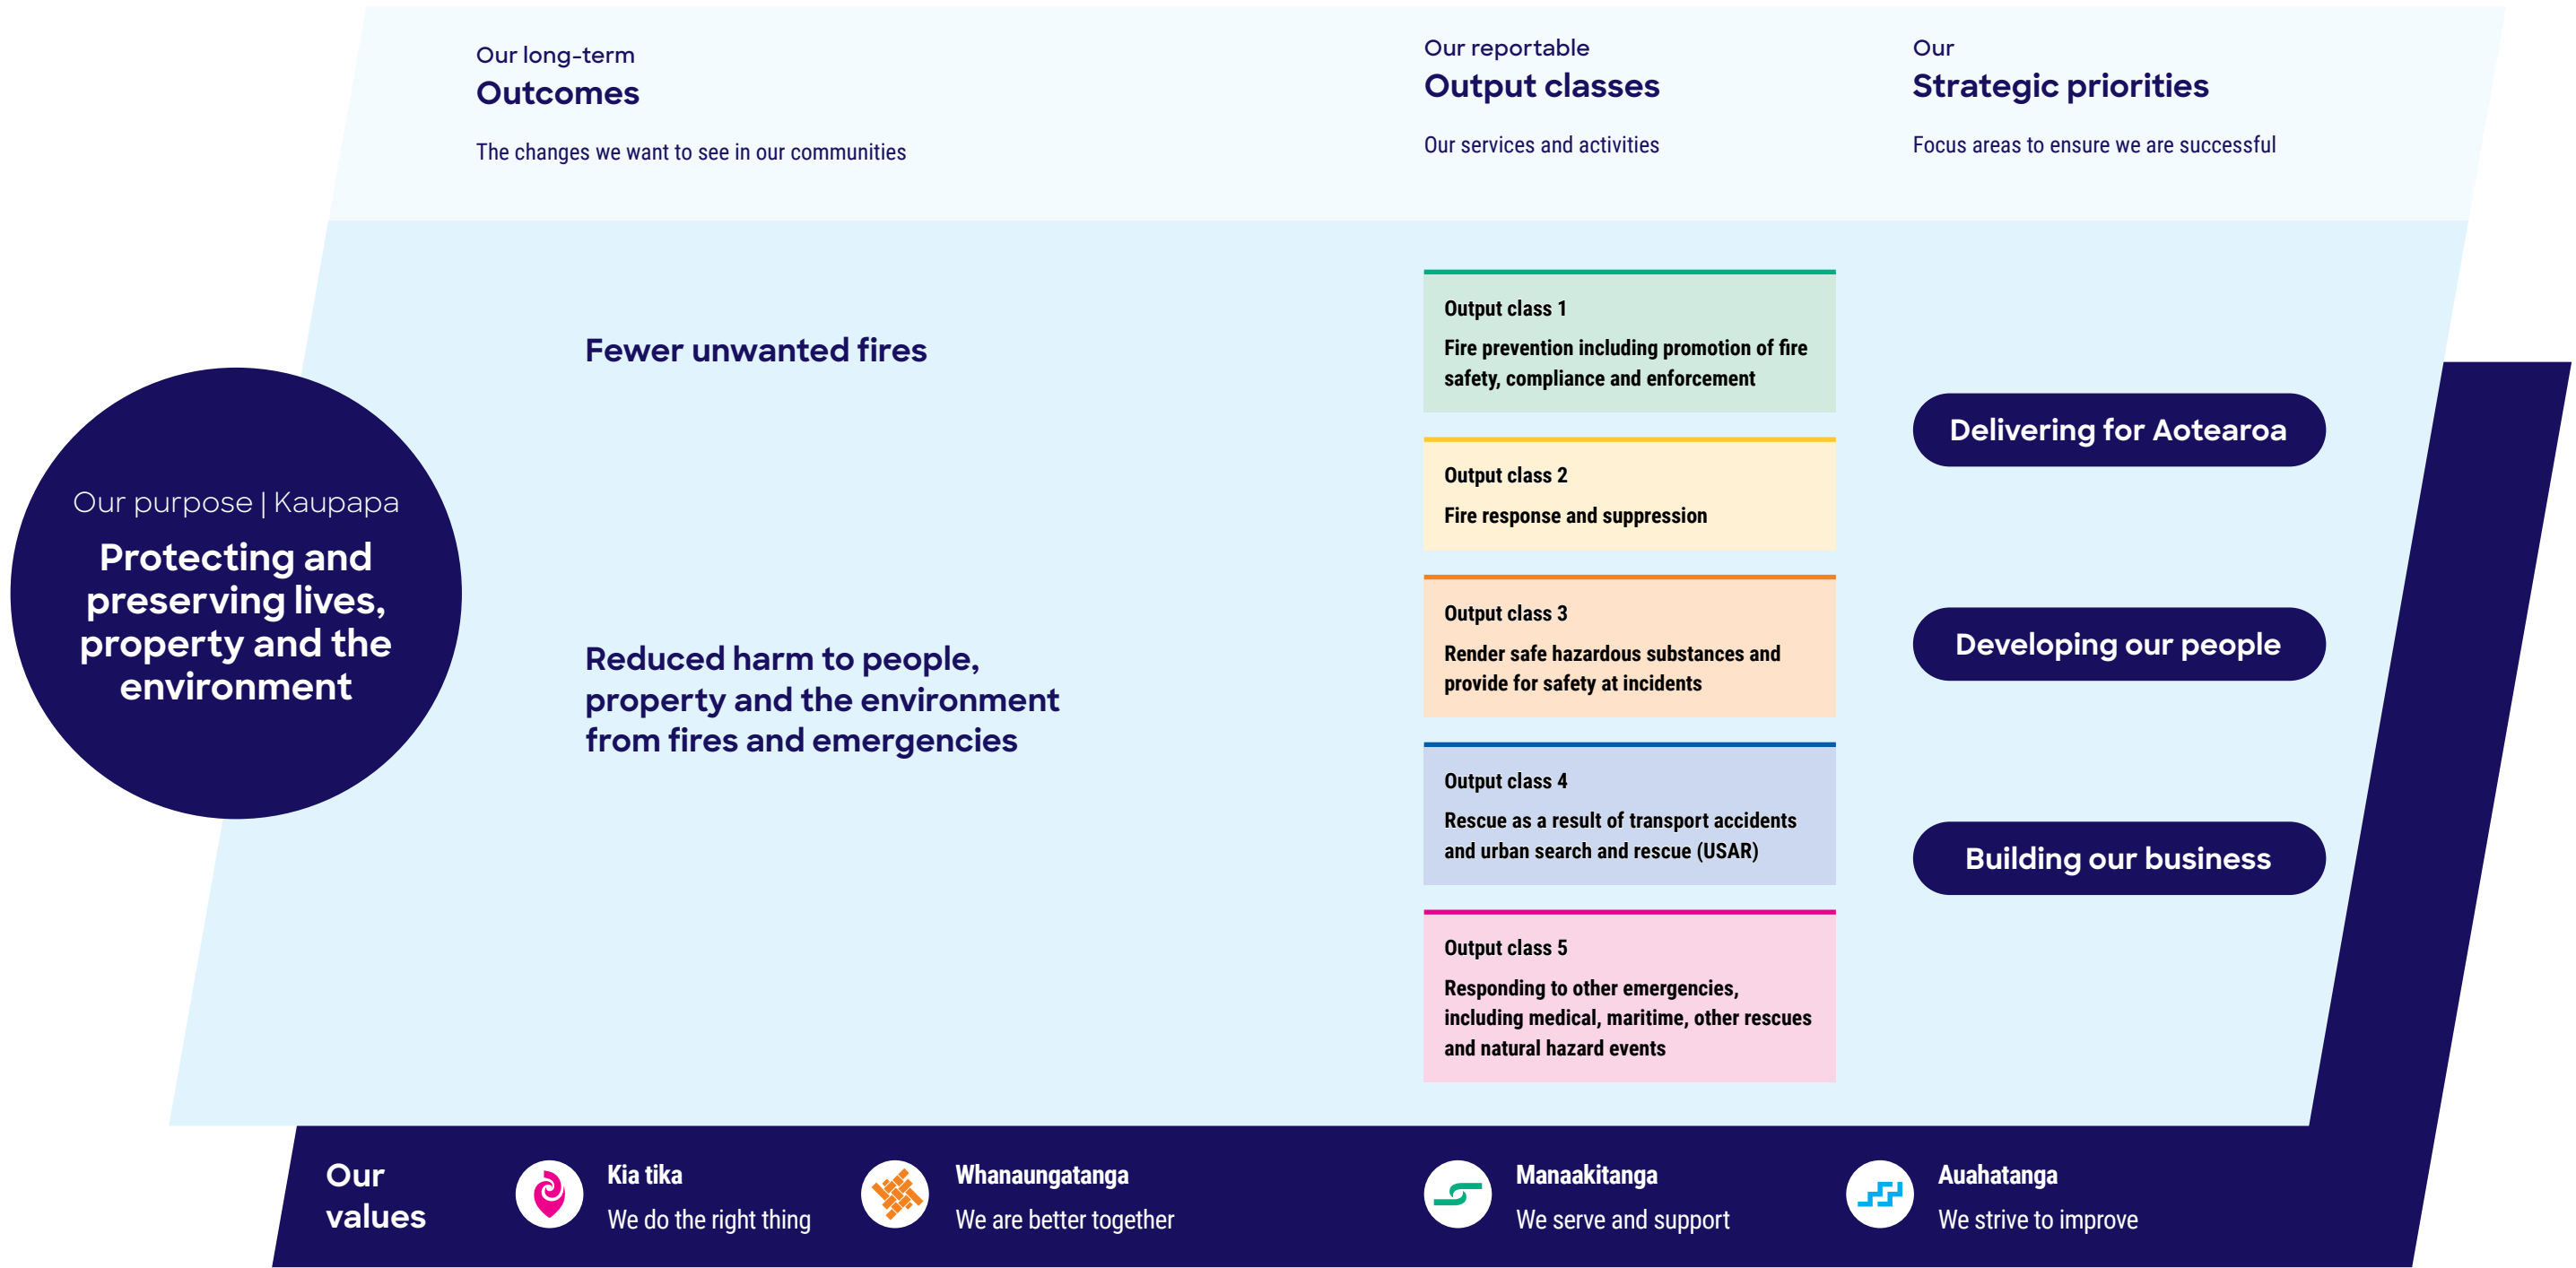 Our long-term
Outcomes
The changes we want to see in our communities
Our reportable
Output classes
Our services and activities
Our
Strategic priorities
Focus areas to ensure we are successful
Our purpose | Kaupapa
Protecting and
preserving lives,
property and the
environment
Fewer unwanted fires
Reduced harm to people,
property and the environment
from fires and emergencies
Output class 1
Fire prevention including promotion of fire
safety, compliance and enforcement
Output class 2
Fire response and suppression
Output class 3
Render safe hazardous substances and
provide for safety at incidents
Output class 4
Rescue as a result of transport accidents
and urban search and rescue (USAR)
Output class 5
Responding to other emergencies,
including medical, maritime, other rescues
and natural hazard events
Delivering for Aotearoa
Developing our people
Building our business
Our
values
Kia tika
We do the right thing
Whanaungatanga
We are better together
Manaakitanga
We serve and support
Auahatanga
We strive to improve